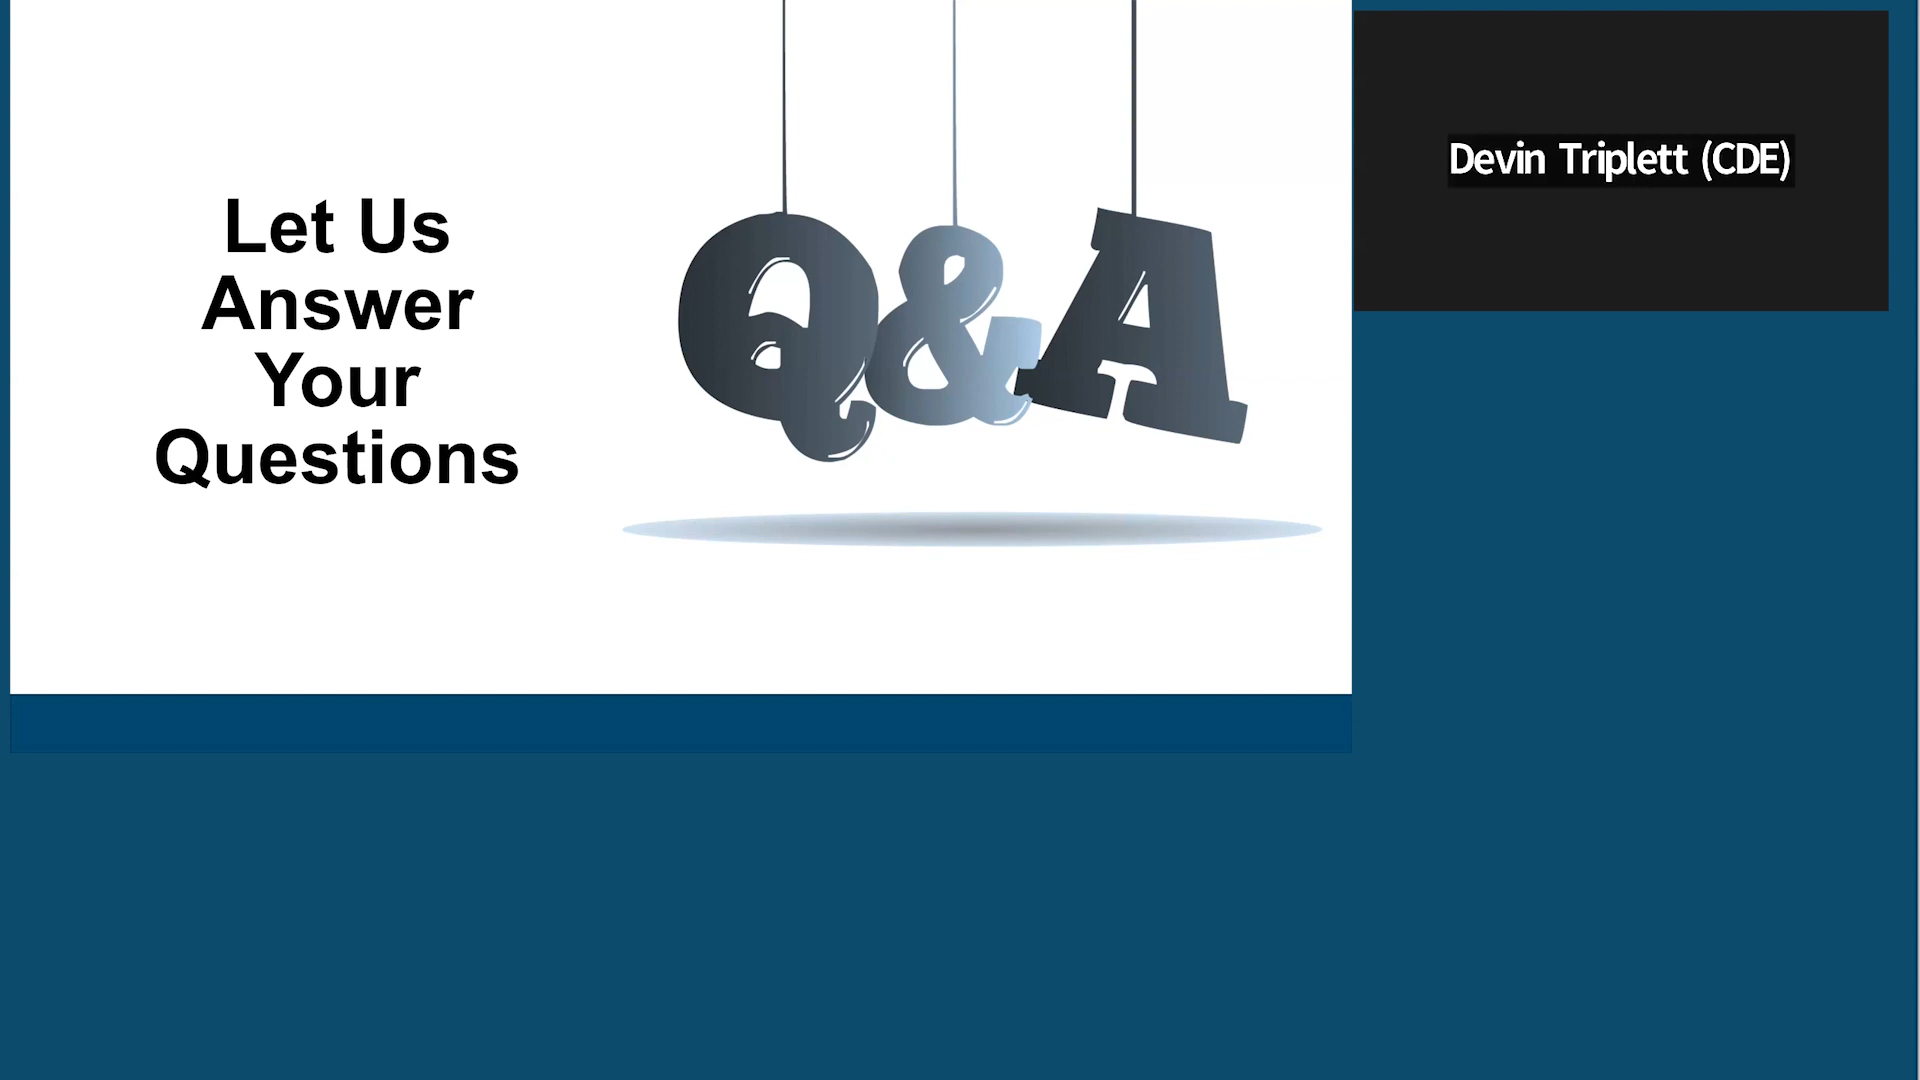 Let Us
Answer
Your
Questions
Q&A
Devin Triplett (CDE)